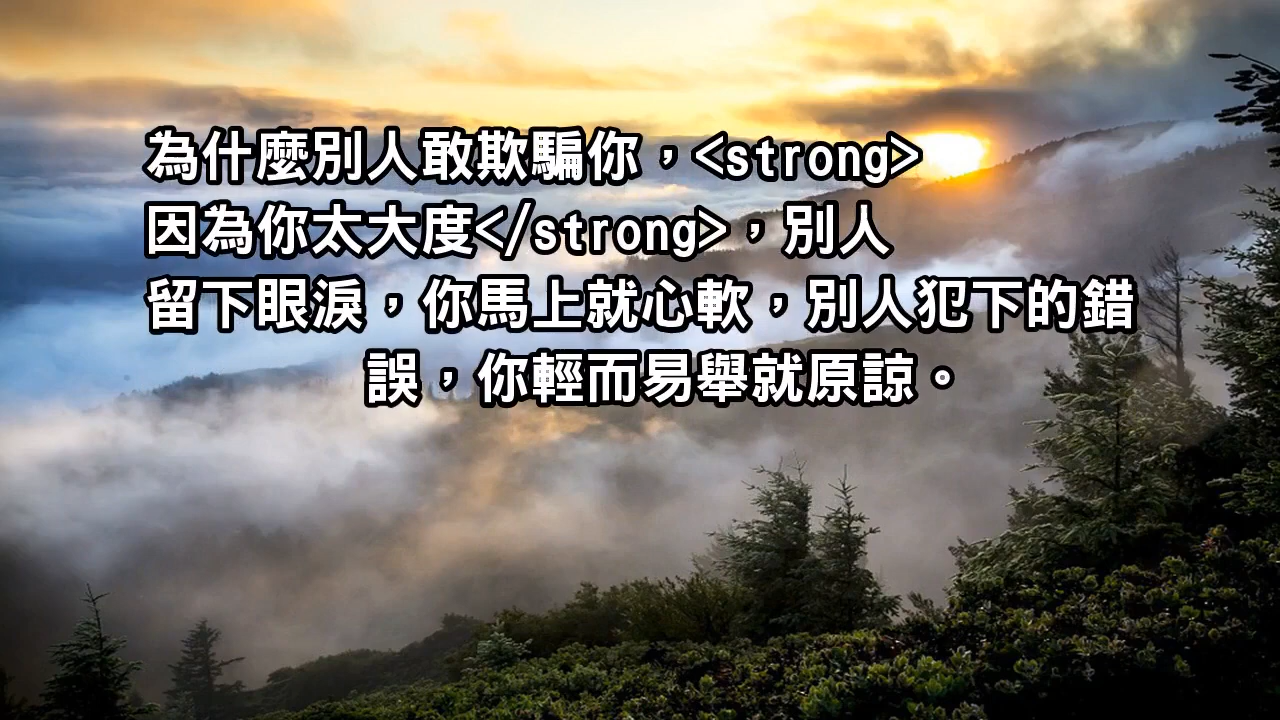 為什麼別人敢欺騙你，<strong>
因為你太大度</strong>，別人
留下眼淚，你馬上就心軟，別人犯下的錯
誤，你輕而易舉就原諒。